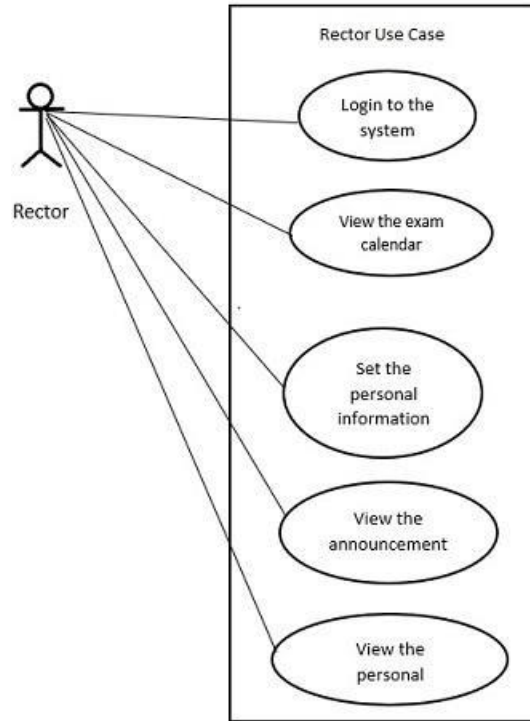 Rector Use Case
Login to the
system
Rector
View the exam
calendar
Set the
personal
information
View the
announcement
View the
personal